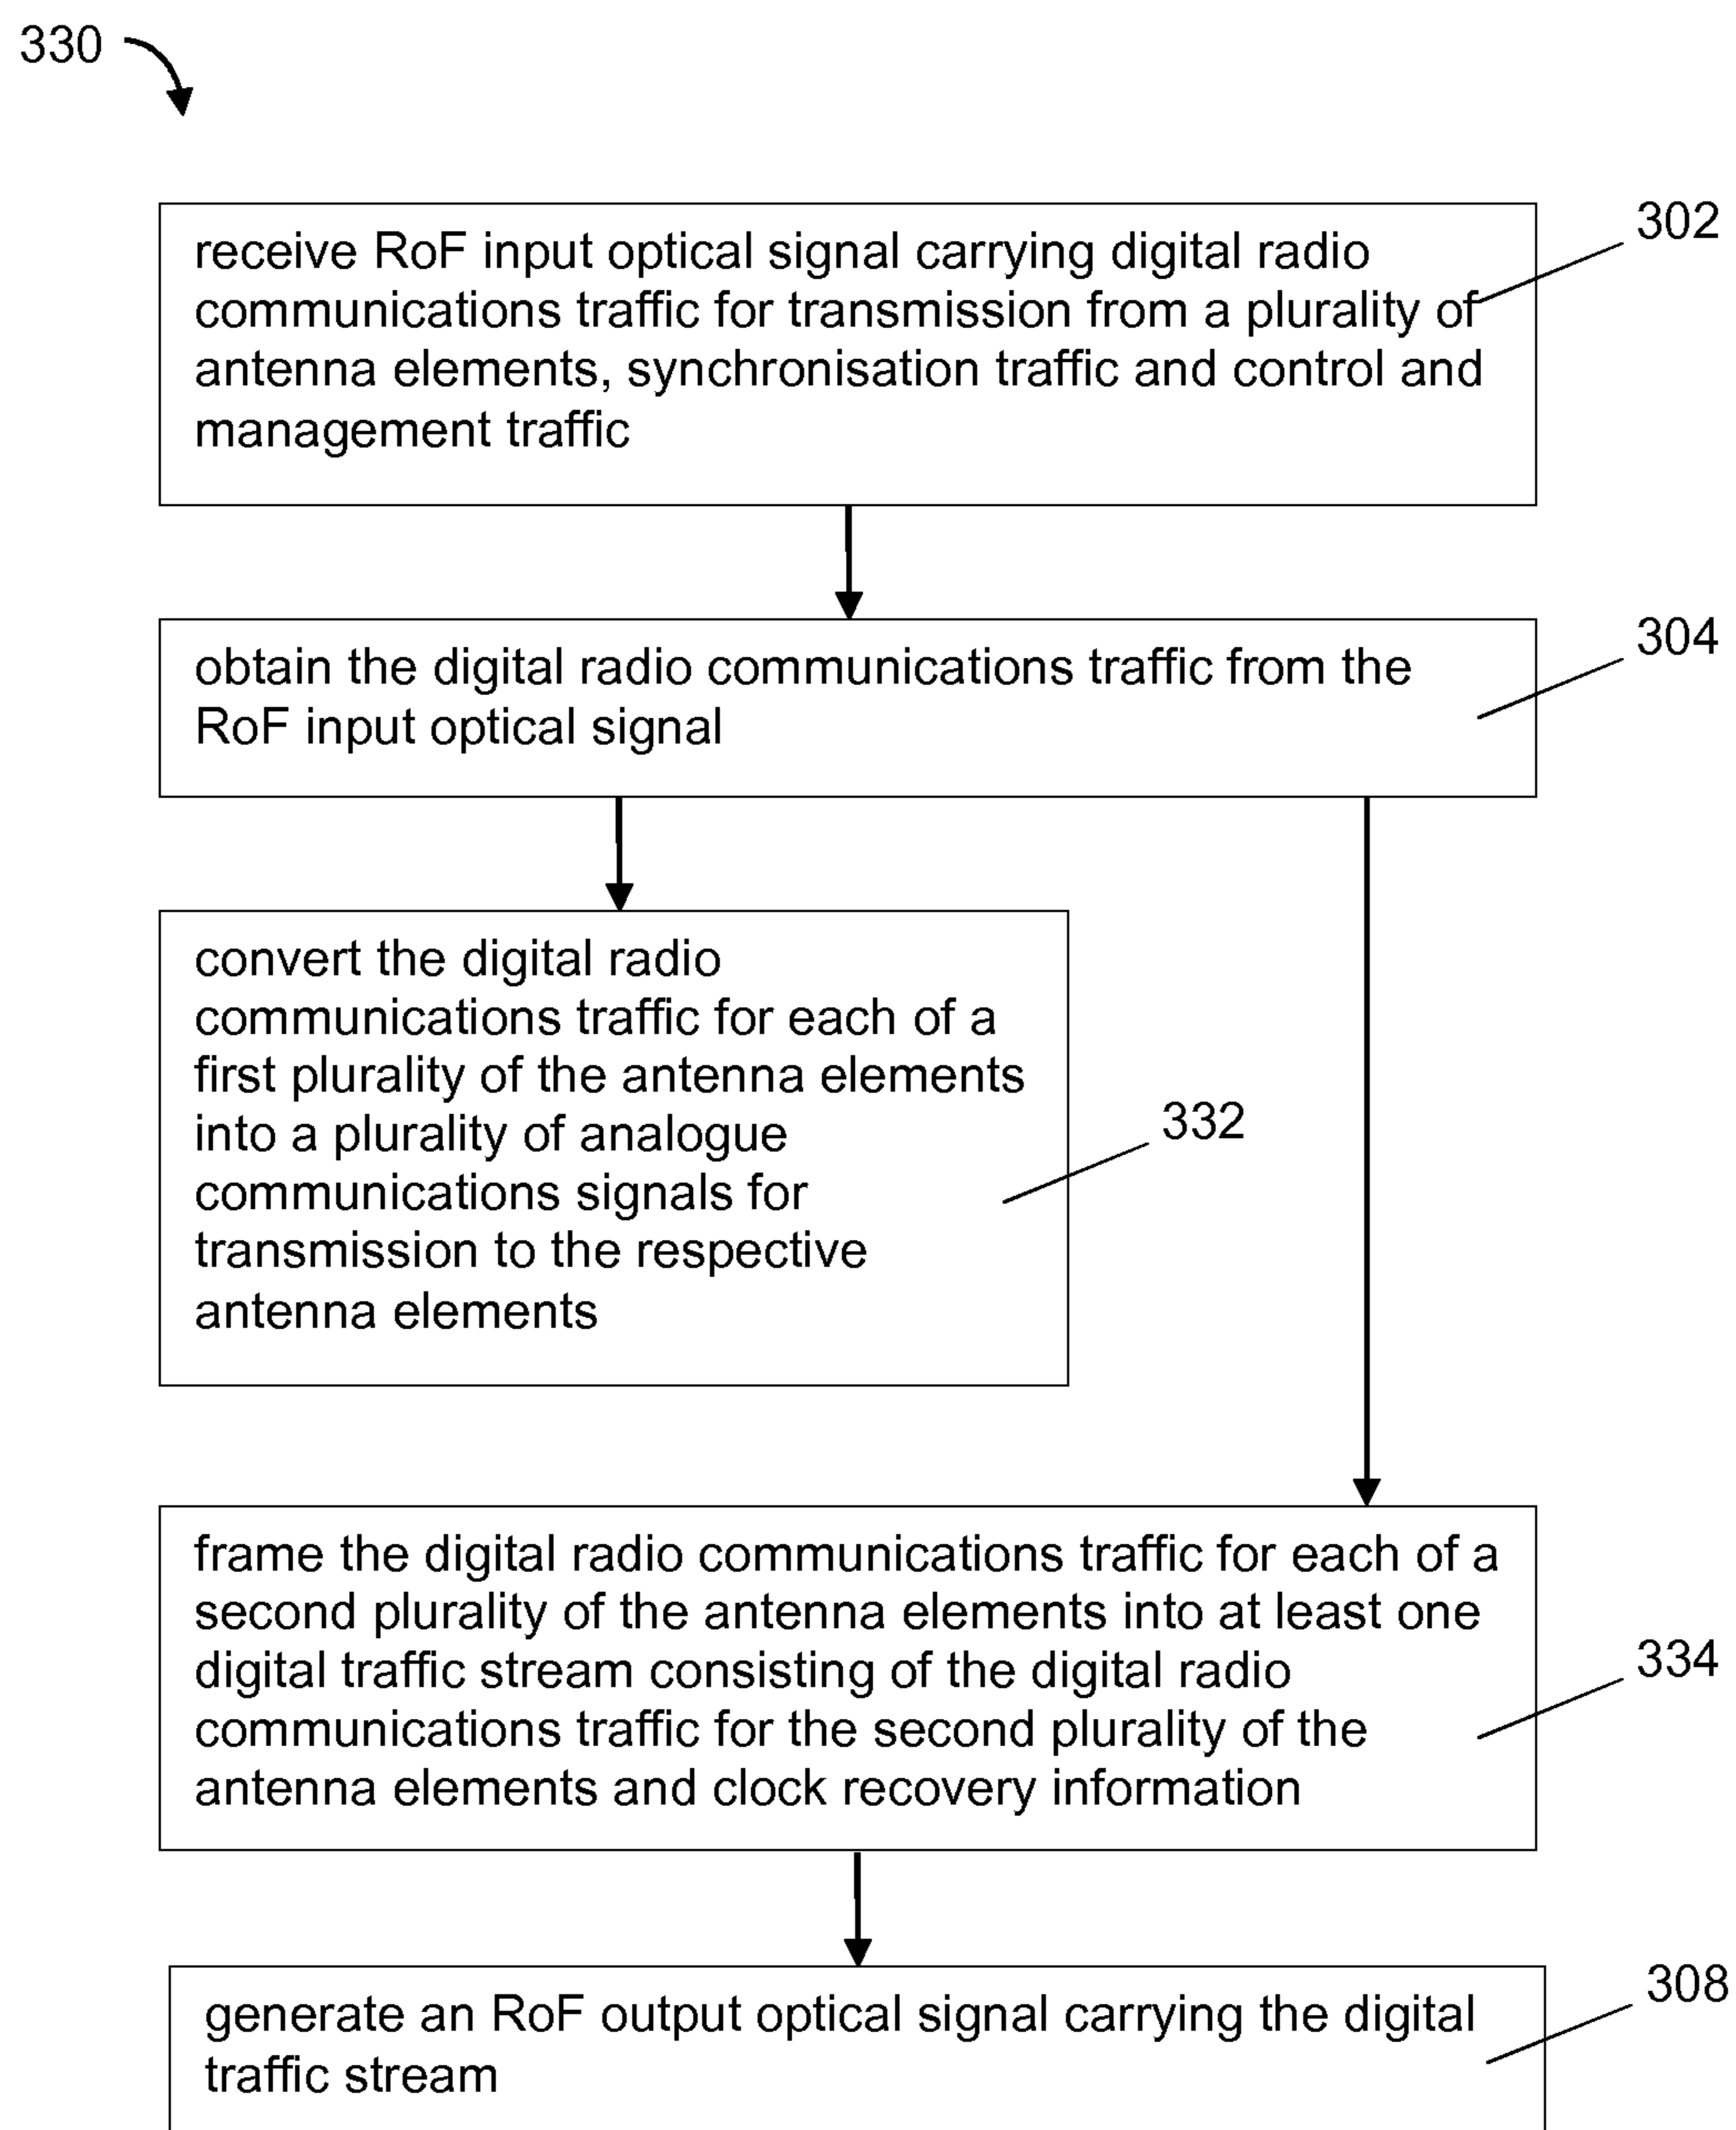 330
302
receive RoF input optical signal carrying digital radio
communications traffic for transmission from a plurality of
antenna elements, synchronisation traffic and control and
management traffic
304
obtain the digital radio communications traffic from the
RoF input optical signal
convert the digital radio
communications traffic for each of a
first plurality of the antenna elements
into a plurality of analogue
communications signals for
transmission to the respective
antenna elements
332
frame the digital radio communications traffic for each of a
second plurality of the antenna elements into at least one
digital traffic stream consisting of the digital radio
communications traffic for the second plurality of the
antenna elements and clock recovery information
334
308
generate an RoF output optical signal carrying the digital
traffic stream